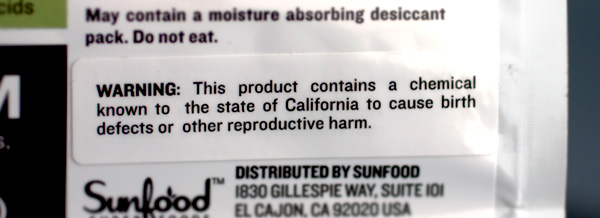 cids
May contain a moisture absorbing desiccant
pack. Do not eat.
M
WARNING: This product contains a chemical
known to the state of California to cause birth
s.
defects or other reproductive harm.
Sunfood™
DISTRIBUTED BY SUNFOOD
1830 GILLESPIE WAY, SUITE 101
EL CAJON, CA 92020 USA